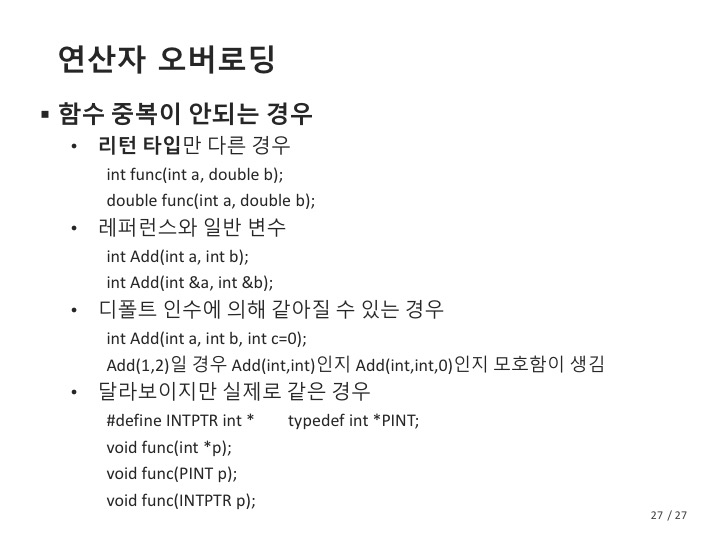 연산자 오버로딩
▪ 함수 중복이 안되는 경우
• 리턴 타입만 다른 경우
int func(int a, double b);
double func(int a, double b);
• 레퍼런스와 일반 변수
int Add(int a, int b);
int Add(int &a, int &b);
• 디폴트 인수에 의해 같아질 수 있는 경우
int Add(int a, int b, int c=0);
Add(1,2)일 경우 Add(int,int)인지 Add(int,int,0)인지 모호함이 생김
• 달라보이지만 실제로 같은 경우
#define INTPTR int * typedef int *PINT;
void func(int *p);
void func(PINT p);
void func(INTPTR p);
27 / 27